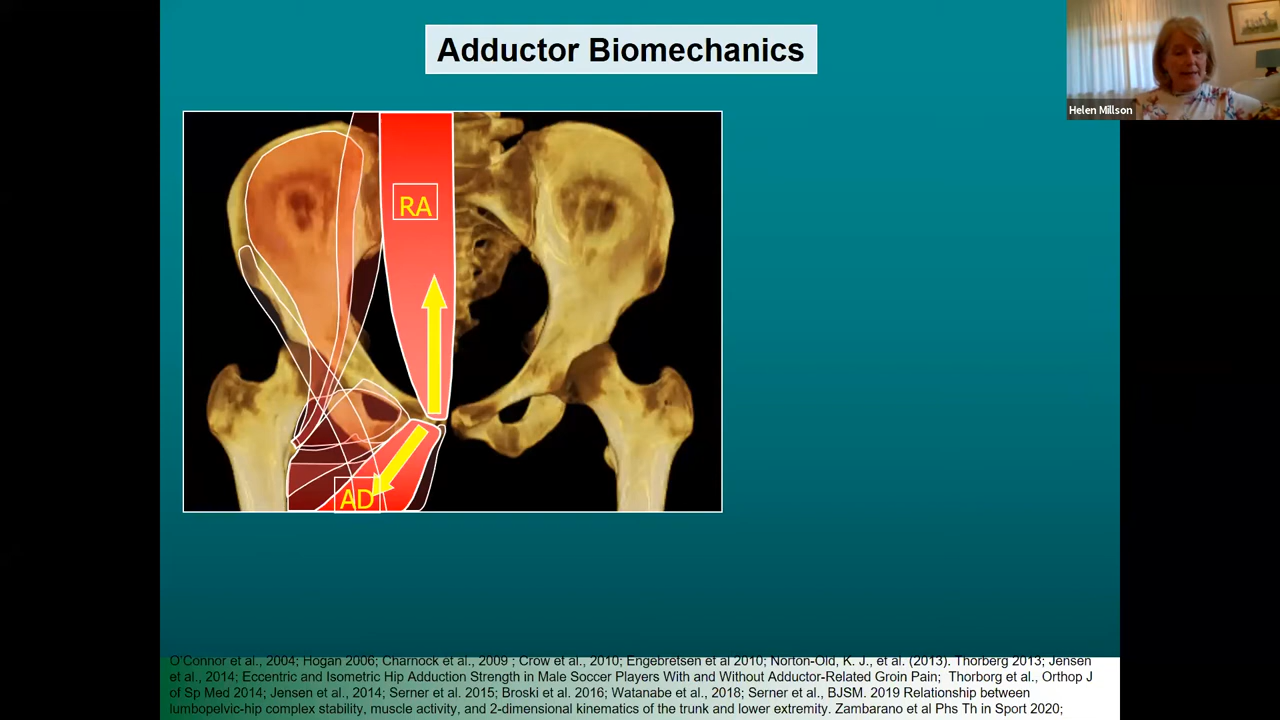 Adductor Biomechanics
Helen Millson
RA
AD
O'Connor et al., 2004; Hogan 2006; Charnock et al., 2009 ; Crow et al., 2010; Engebretsen et al 2010; Norton-Old, K. J., et al. (2013). Thorberg 2013; Jensen
et al., 2014; Eccentric and Isometric Hip Adduction Strength in Male Soccer Players With and Without Adductor-Related Groin Pain;  Thorborg et al., Orthop J
of Sp Med 2014; Jensen et al., 2014; Serner et al. 2015; Broski et al. 2016; Watanabe et al., 2018; Serner et al., BJSM. 2019 Relationship between
lumbopelvic-hip complex stability, muscle activity, and 2-dimensional kinematics of the trunk and lower extremity. Zambarano et al Phs Th in Sport 2020;